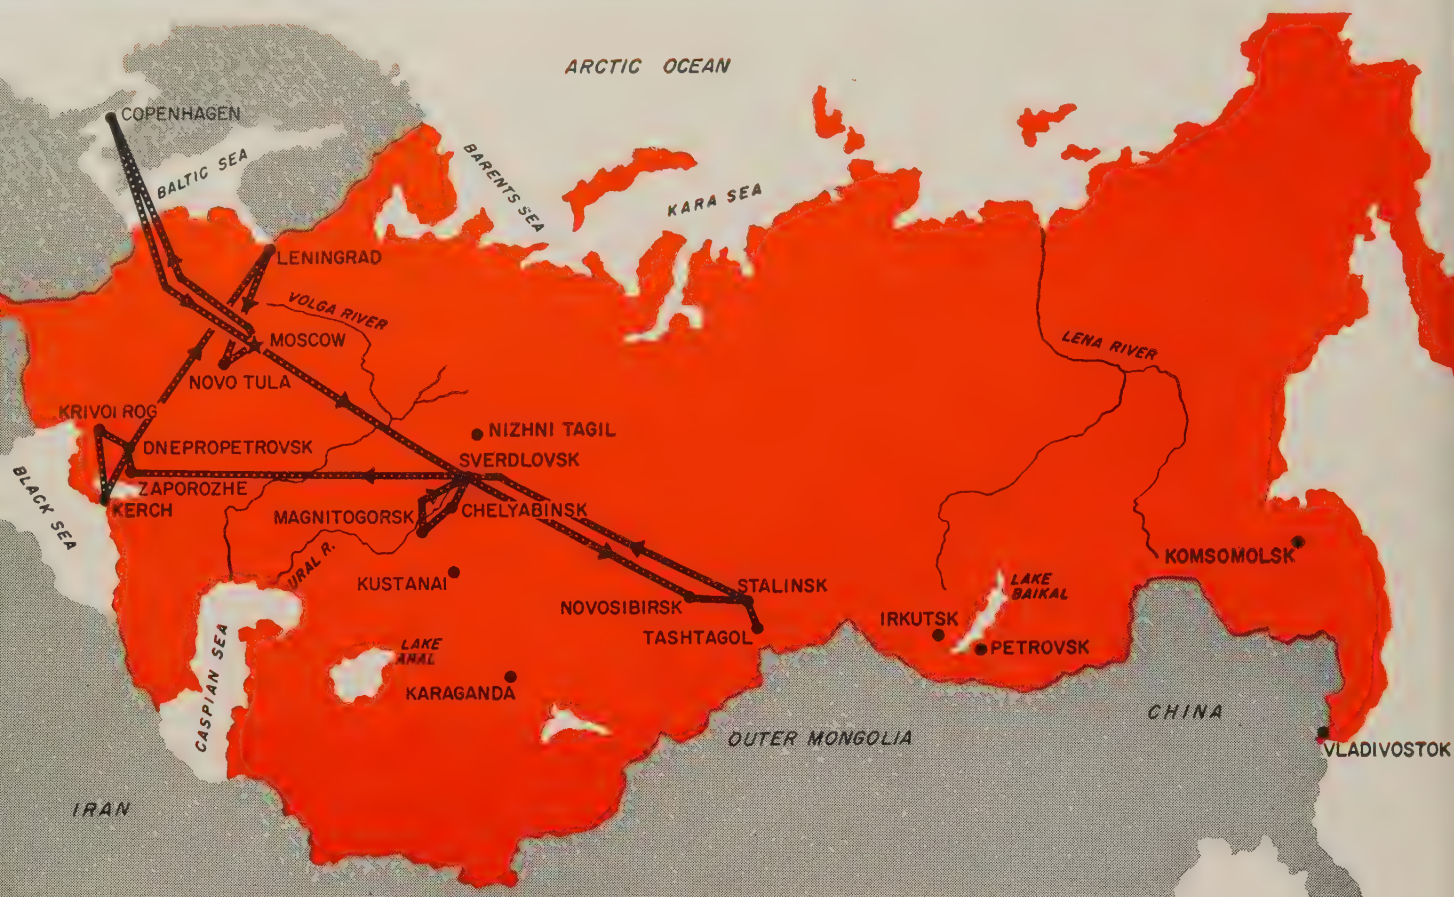 ARCTIC OCEAN
COPENHAGEN
BALTIC SEA
BARENTS SEA
KARA SEA
LENINGRAD
VOLGA RIVER
MOSCOW
LENA RIVER
NOVO TULA
KRIVOI ROG
NIZHNI TAGIL
DNEPROPETROVSK
SVERDLOVSK
BLACK SEA
ZAPOROZHE
KERCH
MAGNITOGORSK
CHELYABINSK
URAL R.
KOMSOMOLSK
KUSTANAI
STALINSK
LAKE
BAIKAL
NOVOSIBIRSK
IRKUTSK
TASHTAGOL
PETROVSK
LAKE
ARAL
CASPIAN SEA
KARAGANDA
CHINA
OUTER MONGOLIA
VLADIVOSTOK
IRAN